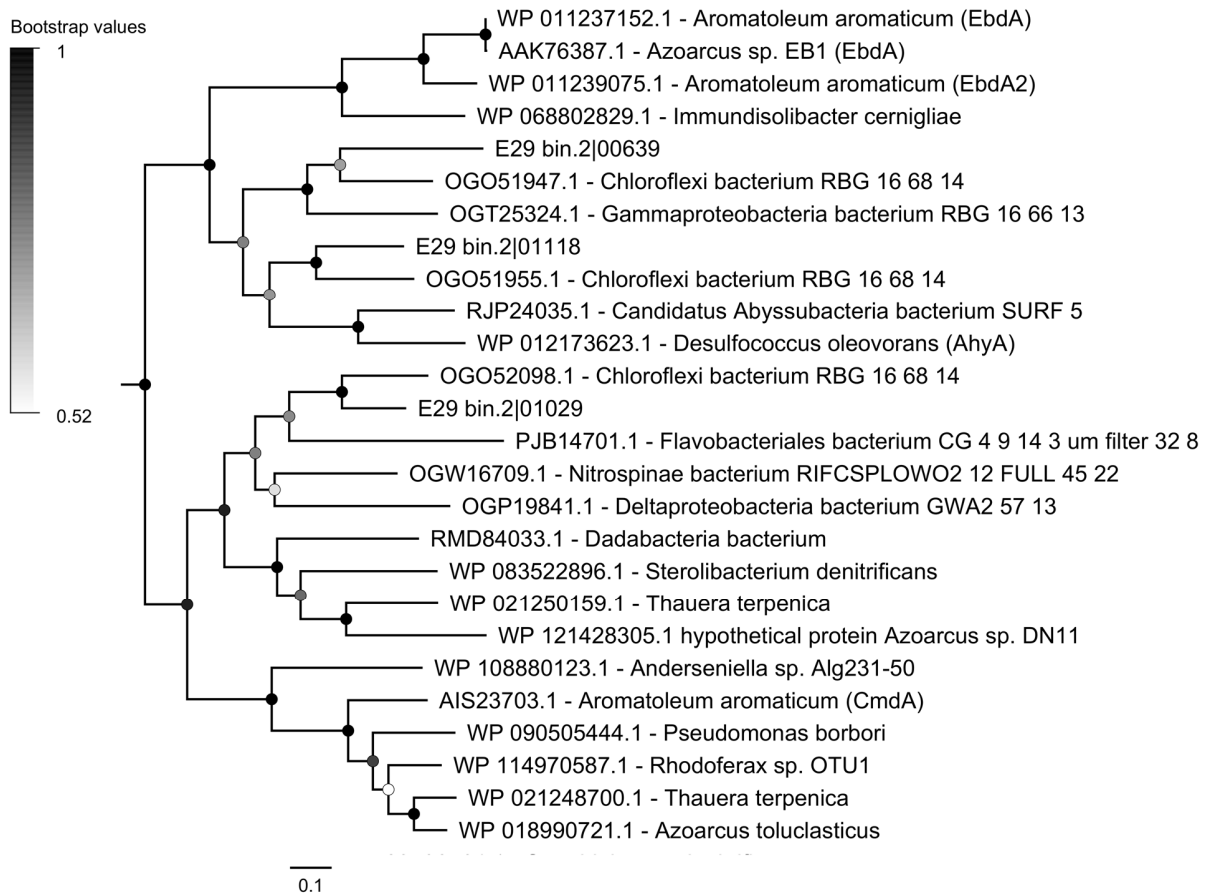 Bootstrap values
1
0.52
WP 011237152.1 - Aromatoleum aromaticum (EbdA)
AAK76387.1 - Azoarcus sp. EB1 (EbdA)
WP 011239075.1 - Aromatoleum aromaticum (EbdA2)
WP 068802829.1 - Immundisolibacter cernigliae
E29 bin.2|00639
OGO51947.1 - Chloroflexi bacterium RBG 16 68 14
OGT25324.1 - Gammaproteobacteria bacterium RBG 16 66 13
E29 bin.2|01118
OGO51955.1 - Chloroflexi bacterium RBG 16 68 14
RJP24035.1 - Candidatus Abyssubacteria bacterium SURF 5
WP 012173623.1 - Desulfococcus oleovorans (AhyA)
OGO52098.1 - Chloroflexi bacterium RBG 16 68 14
E29 bin.2|01029
PJB14701.1 - Flavobacteriales bacterium CG 4 9 14 3 um filter 32 8
OGW16709.1 - Nitrospinae bacterium RIFCSPLOWO2 12 FULL 45 22
OGP19841.1 - Deltaproteobacteria bacterium GWA2 57 13
RMD84033.1 - Dadabacteria bacterium
WP 083522896.1 - Sterolibacterium denitrificans
WP 021250159.1 - Thauera terpenica
WP 121428305.1 hypothetical protein Azoarcus sp. DN11
WP 108880123.1 - Anderseniella sp. Alg231-50
AIS23703.1 - Aromatoleum aromaticum (CmdA)
WP 090505444.1 - Pseudomonas borbori
WP 114970587.1 - Rhodoferax sp. OTU1
WP 021248700.1 - Thauera terpenica
WP 018990721.1 - Azoarcus toluclasticus
0.1